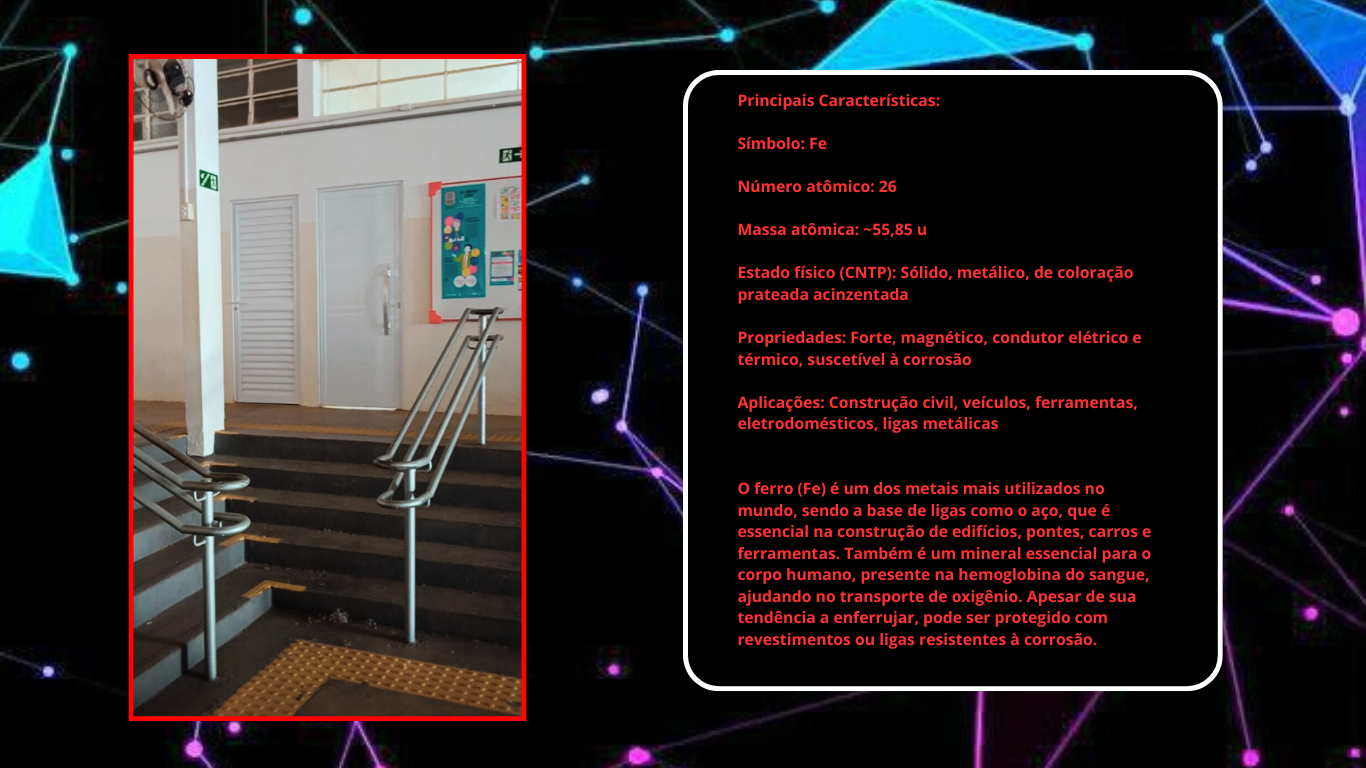 Principais Características:
Símbolo: Fe
Número atômico: 26
Massa atômica: ~55,85 u
Estado físico (CNTP): Sólido, metálico, de coloração
prateada acinzentada
Propriedades: Forte, magnético, condutor elétrico e
térmico, suscetível à corrosão
Aplicações: Construção civil, veículos, ferramentas,
eletrodomésticos, ligas metálicas
O ferro (Fe) é um dos metais mais utilizados no
mundo, sendo a base de ligas como o aço, que é
essencial na construção de edifícios, pontes, carros e
ferramentas. Também é um mineral essencial para o
corpo humano, presente na hemoglobina do sangue,
ajudando no transporte de oxigênio. Apesar de sua
tendência a enferrujar, pode ser protegido com
revestimentos ou ligas resistentes à corrosão.